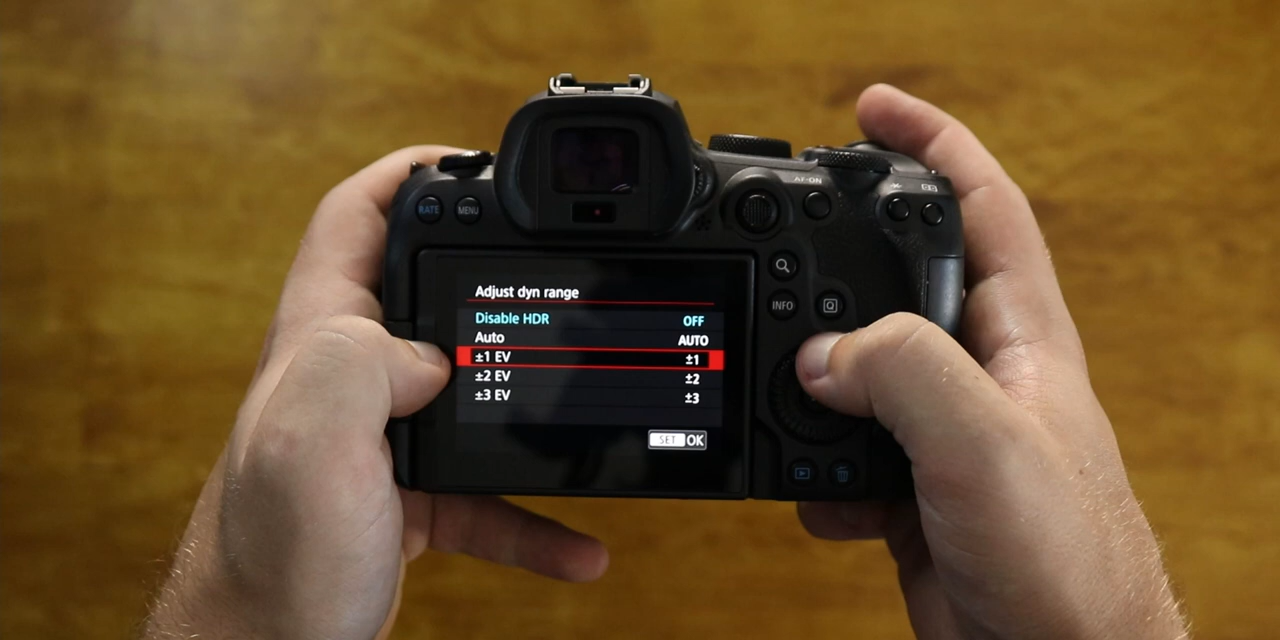 AF-ON
RATE
MENU
INFO
Q
Adjust dyn range
Disable HDR OFF
Auto AUTO
±1 EV ±1
±2 EV ±2
±3 EV ±3
SET OK